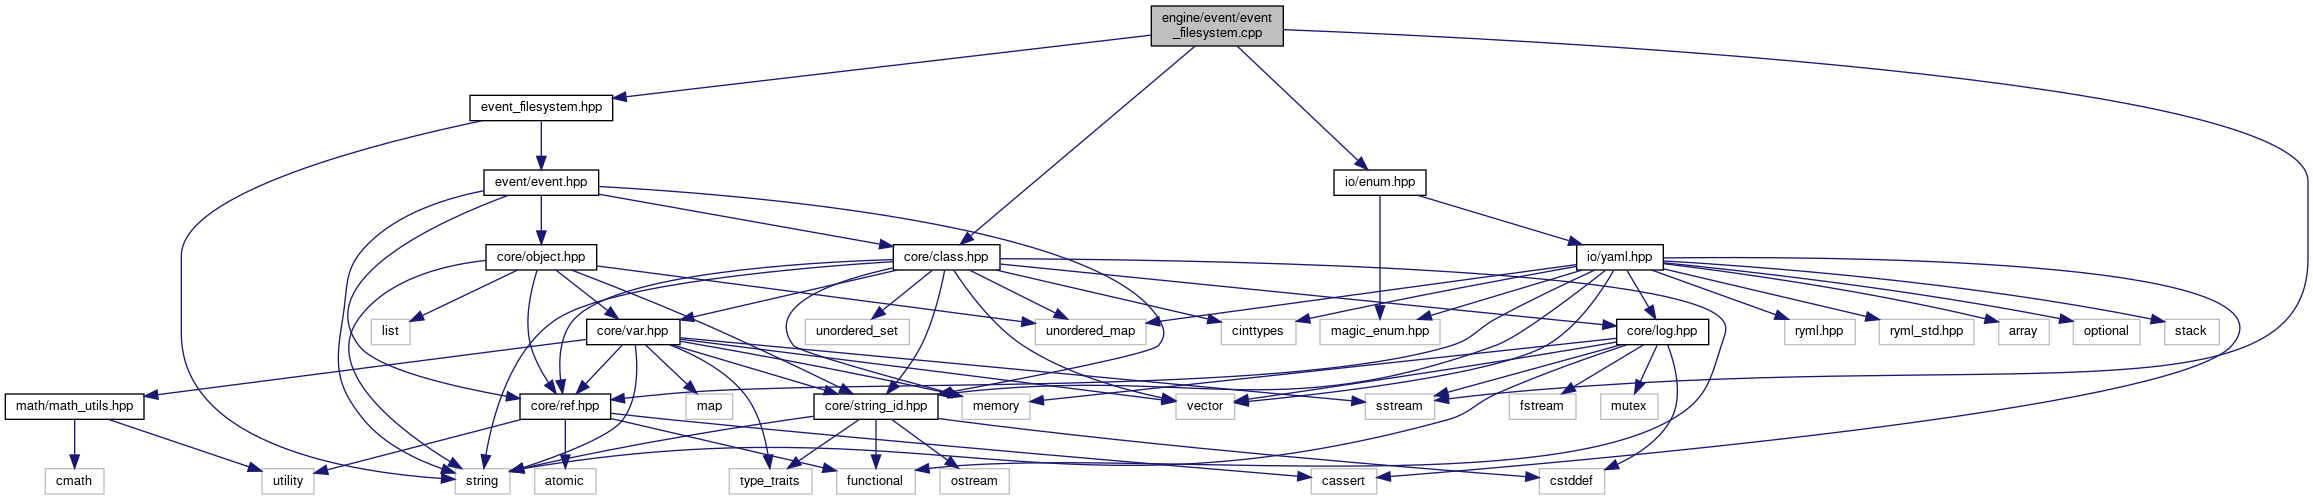 engine/event/event
_filesystem.cpp
event_filesystem.hpp
event/event.hpp
io/enum.hpp
core/object.hpp
core/class.hpp
io/yaml.hpp
list
core/var.hpp
unordered_set
unordered_map
cinttypes
magic_enum.hpp
core/log.hpp
ryml.hpp
ryml_std.hpp
array
optional
stack
math/math_utils.hpp
core/ref.hpp
map
core/string_id.hpp
memory
vector
sstream
fstream
mutex
cmath
utility
string
atomic
type_traits
functional
ostream
cassert
cstddef